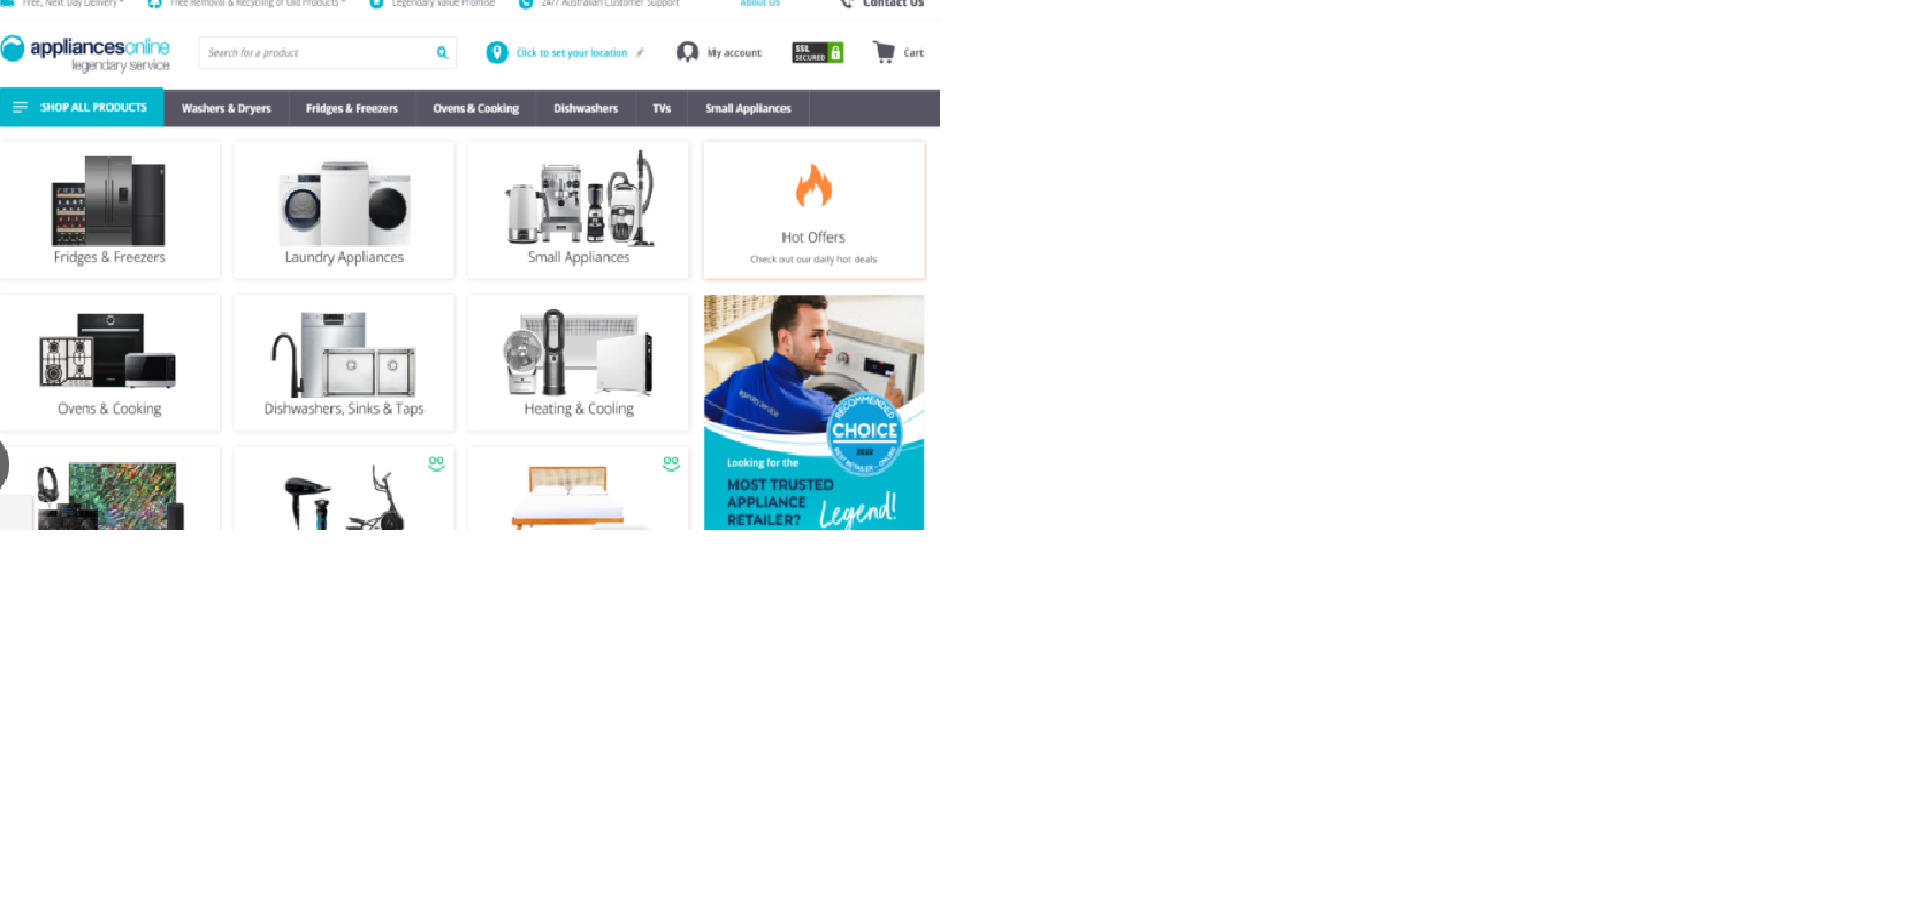 Free, Next Day Delivery *
Free Removal & Recycling of Old Products *
Legendary Value Promise
24/7 Australian Customer Support
About Us
Contact Us
appliancesonline
legendary service
Search for a product
Click to set your location
My account
SSL
SECURED
Cart
SHOP ALL PRODUCTS
Washers & Dryers
Fridges & Freezers
Ovens & Cooking
Dishwashers
TVs
Small Appliances
Fridges & Freezers
Laundry Appliances
Small Appliances
Hot Offers
Check out our daily hot deals
Ovens & Cooking
Dishwashers, Sinks & Taps
Heating & Cooling
RECOMMENDED
CHOICE
2022
BEST RETAILER - ONLINE
Looking for the
MOST TRUSTED
APPLIANCE
RETAILER?
Legend!